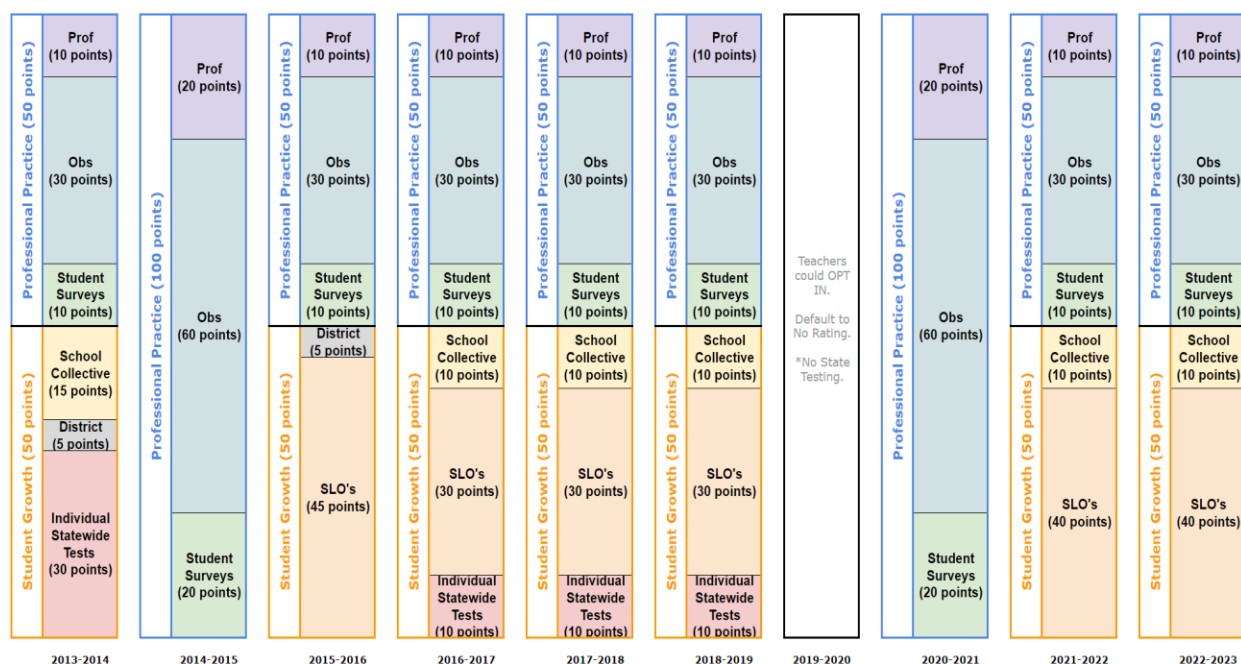 Professional Practice (50 points)
Prof
(10 points)
Obs
(30 points)
Student
Surveys
(10 points)
Student Growth (50 points)
School
Collective
(15 points)
District
(5 points)
Individual
Statewide
Tests
(30 points)
2013-2014
Professional Practice (100 points)
Prof
(20 points)
Obs
(60 points)
Student
Surveys
(20 points)
2014-2015
Professional Practice (50 points)
Prof
(10 points)
Obs
(30 points)
Student
Surveys
(10 points)
Student Growth (50 points)
District
(5 points)
SLO's
(45 points)
2015-2016
Professional Practice (50 points)
Prof
(10 points)
Obs
(30 points)
Student
Surveys
(10 points)
Student Growth (50 points)
School
Collective
(10 points)
SLO's
(30 points)
Individual
Statewide
Tests
(10 points)
2016-2017
Professional Practice (50 points)
Prof
(10 points)
Obs
(30 points)
Student
Surveys
(10 points)
Student Growth (50 points)
School
Collective
(10 points)
SLO's
(30 points)
Individual
Statewide
Tests
(10 points)
2017-2018
Professional Practice (50 points)
Prof
(10 points)
Obs
(30 points)
Student
Surveys
(10 points)
Student Growth (50 points)
School
Collective
(10 points)
SLO's
(30 points)
Individual
Statewide
Tests
(10 points)
2018-2019
Teachers
could OPT
IN.
Default to
No Rating.
*No State
Testing.
2019-2020
Professional Practice (100 points)
Prof
(20 points)
Obs
(60 points)
Student
Surveys
(20 points)
2020-2021
Professional Practice (50 points)
Prof
(10 points)
Obs
(30 points)
Student
Surveys
(10 points)
Student Growth (50 points)
School
Collective
(10 points)
SLO's
(40 points)
2021-2022
Professional Practice (50 points)
Prof
(10 points)
Obs
(30 points)
Student
Surveys
(10 points)
Student Growth (50 points)
School
Collective
(10 points)
SLO's
(40 points)
2022-2023